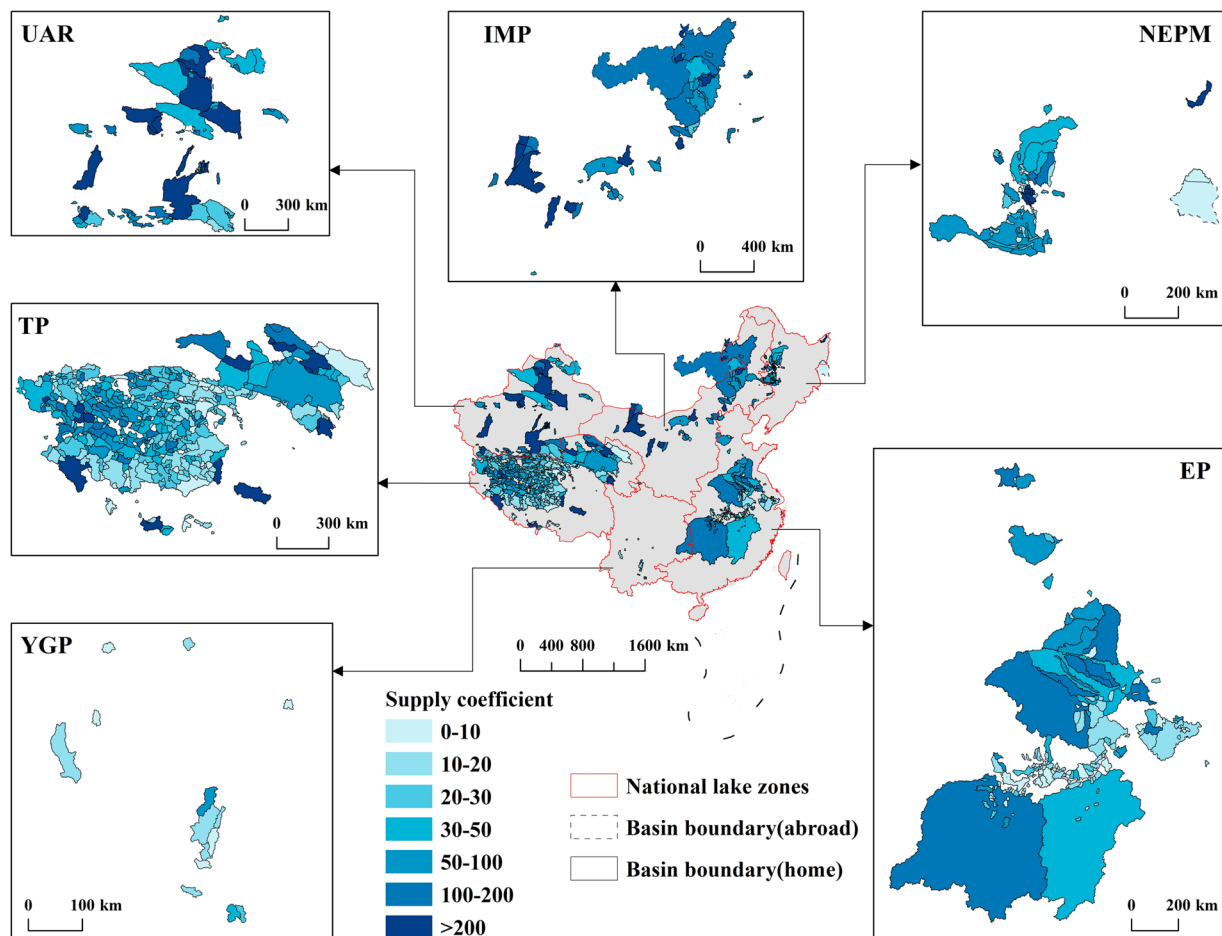 UAR
0 300 km
IMP
0 400 km
NEPM
0 200 km
TP
0 300 km
EP
0 200 km
YGP
0 100 km
0 400 800 1600 km
Supply coefficient
0-10
10-20
20-30
30-50
50-100
100-200
>200
National lake zones
Basin boundary(abroad)
Basin boundary(home)